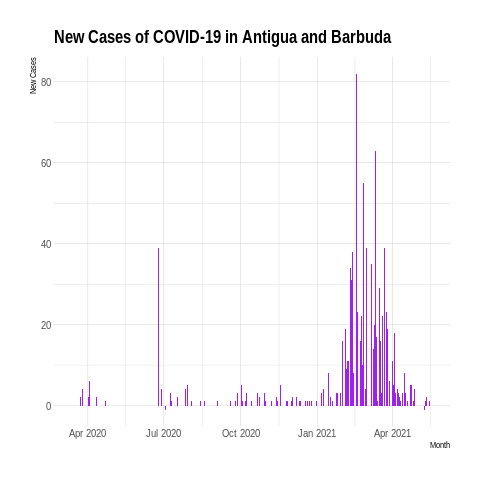 New Cases of COVID-19 in Antigua and Barbuda
New Cases
80
60
40
20
0
Apr 2020 Jul 2020 Oct 2020 Jan 2021 Apr 2021
Month